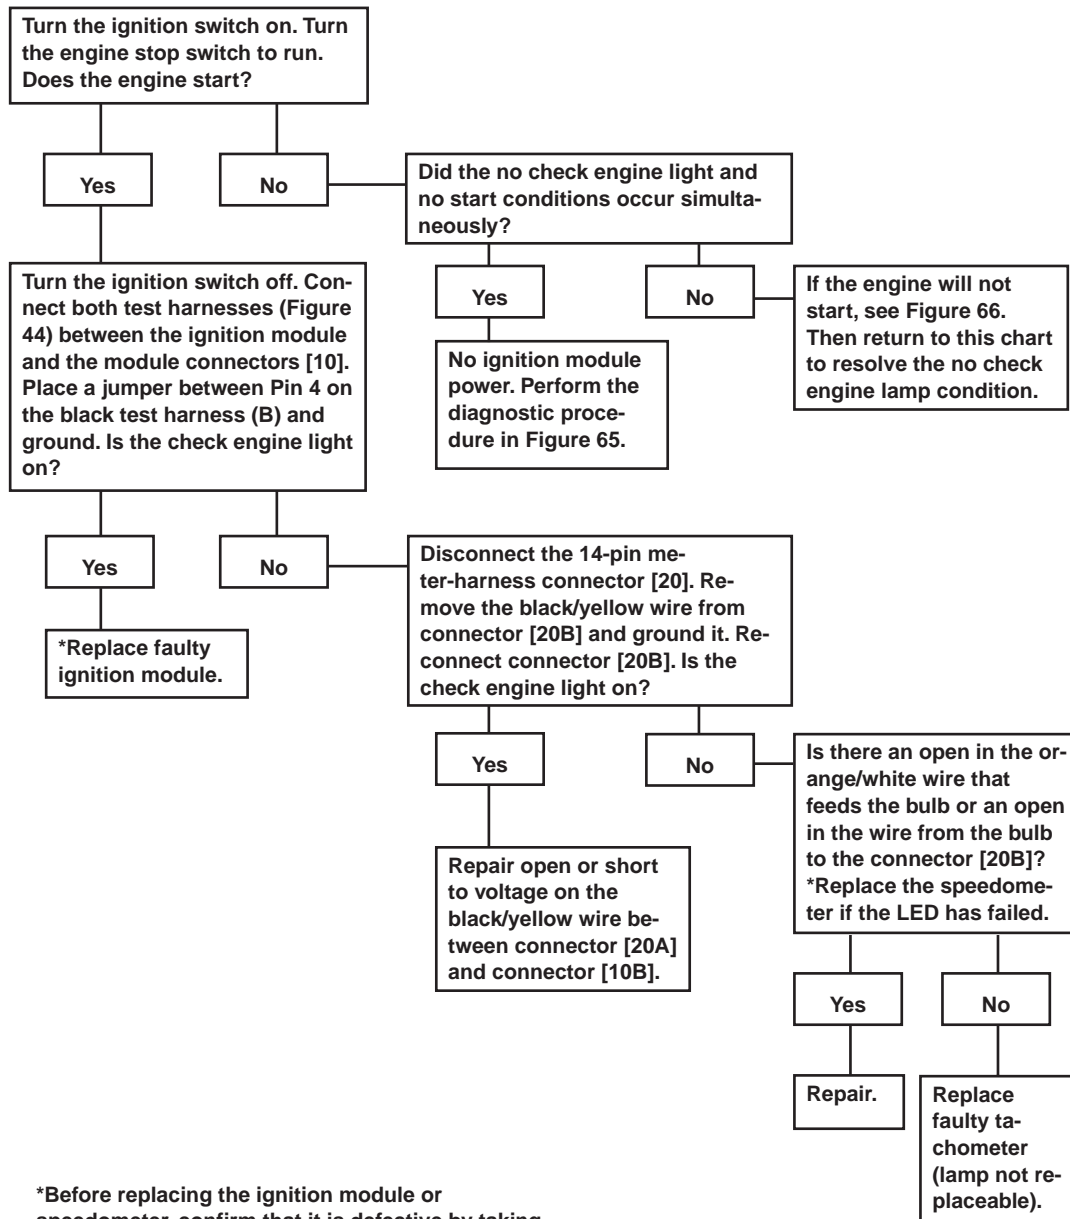 Turn the ignition switch on. Turn
the engine stop switch to run.
Does the engine start?
Yes
No
Did the no check engine light and
no start conditions occur simulta-
neously?
Turn the ignition switch off. Con-
nect both test harnesses (Figure
44) between the ignition module
and the module connectors [10].
Place a jumper between Pin 4 on
the black test harness (B) and
ground. Is the check engine light
on?
Yes
No
If the engine will not
start, see Figure 66.
Then return to this chart
to resolve the no check
engine lamp condition.
No ignition module
power. Perform the
diagnostic proce-
dure in Figure 65.
Yes
No
Disconnect the 14-pin me-
ter-harness connector [20]. Re-
move the black/yellow wire from
connector [20B] and ground it. Re-
connect connector [20B]. Is the
check engine light on?
*Replace faulty
ignition module.
Yes
No
Is there an open in the or-
ange/white wire that
feeds the bulb or an open
in the wire from the bulb
to the connector [20B]?
*Replace the speedome-
ter if the LED has failed.
Repair open or short
to voltage on the
black/yellow wire be-
tween connector [20A]
and connector [10B].
Yes
No
Repair.
Replace
faulty ta-
chometer
(lamp not re-
placeable).
*Before replacing the ignition module or
speedometer, confirm that it is defective by taking